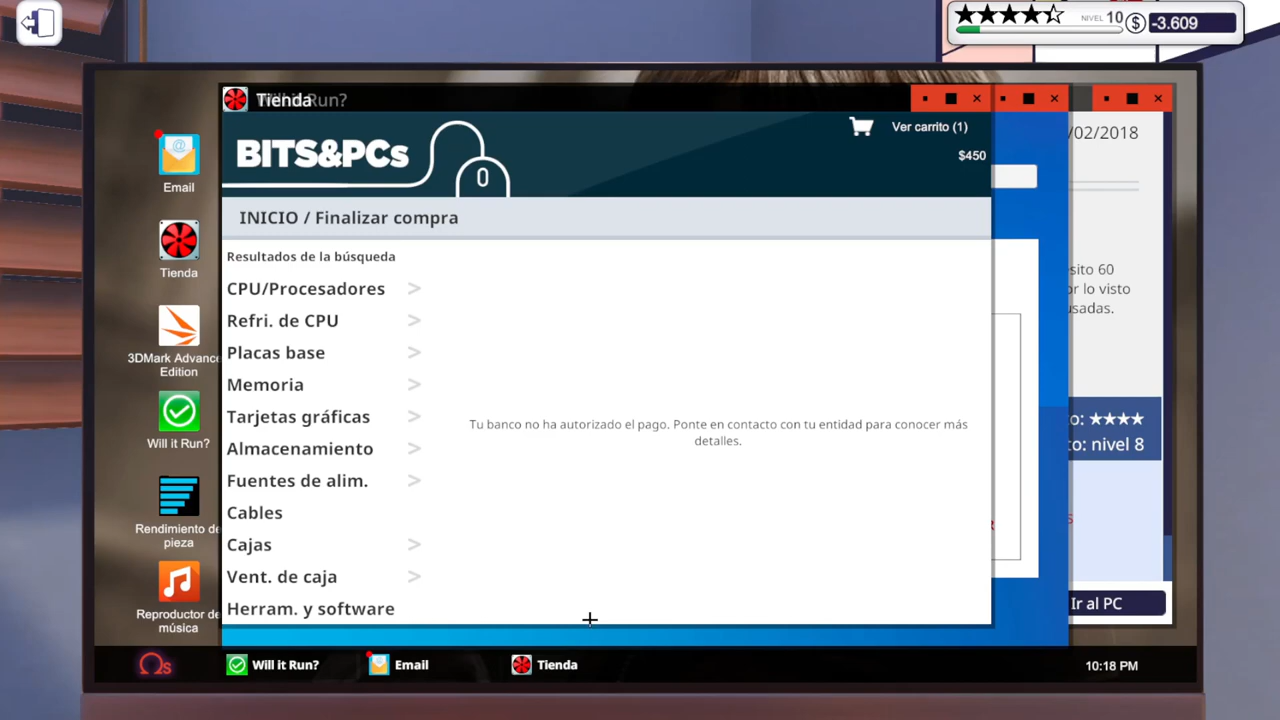 NIVEL 10
$ -3.609
Tienda
Run?
BITS&PCs
Ver carrito (1)
$450
/02/2018
INICIO / Finalizar compra
Resultados de la búsqueda
CPU/Procesadores >
Refri. de CPU >
Placas base >
Memoria >
Tarjetas gráficas >
Almacenamiento >
Fuentes de alim. >
Cables
Cajas >
Vent. de caja >
Herram. y software
Tu banco no ha autorizado el pago. Ponte en contacto con tu entidad para conocer más
detalles.
sito 60
or lo visto
usadas.
o: ★★★★
to: nivel 8
Ir al PC
Email
Tienda
3DMark Advance
Edition
Will it Run?
Rendimiento de
pieza
Reproductor de
música
Ωs
Will it Run?
Email
Tienda
10:18 PM